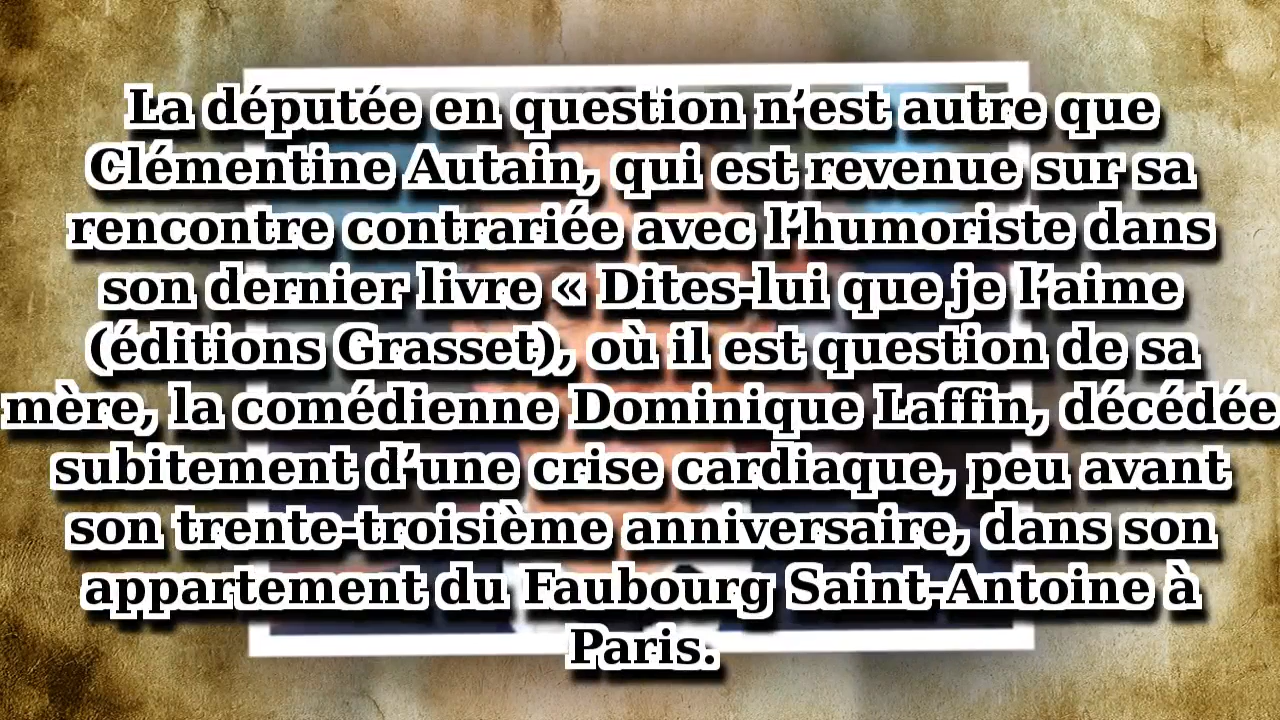 La députée en question n’est autre que
Clémentine Autain, qui est revenue sur sa
rencontre contrariée avec l’humoriste dans
son dernier livre « Dites-lui que je l’aime
(éditions Grasset), où il est question de sa
mère, la comédienne Dominique Laffin, décédée
subitement d’une crise cardiaque, peu avant
son trente-troisième anniversaire, dans son
appartement du Faubourg Saint-Antoine à
Paris.